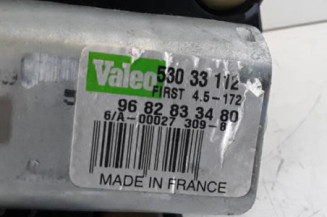 Valeo 530 33 112
FIRST 4.5-172
96 82 83 34 80
6/A-00027 309-8
MADE IN FRANCE